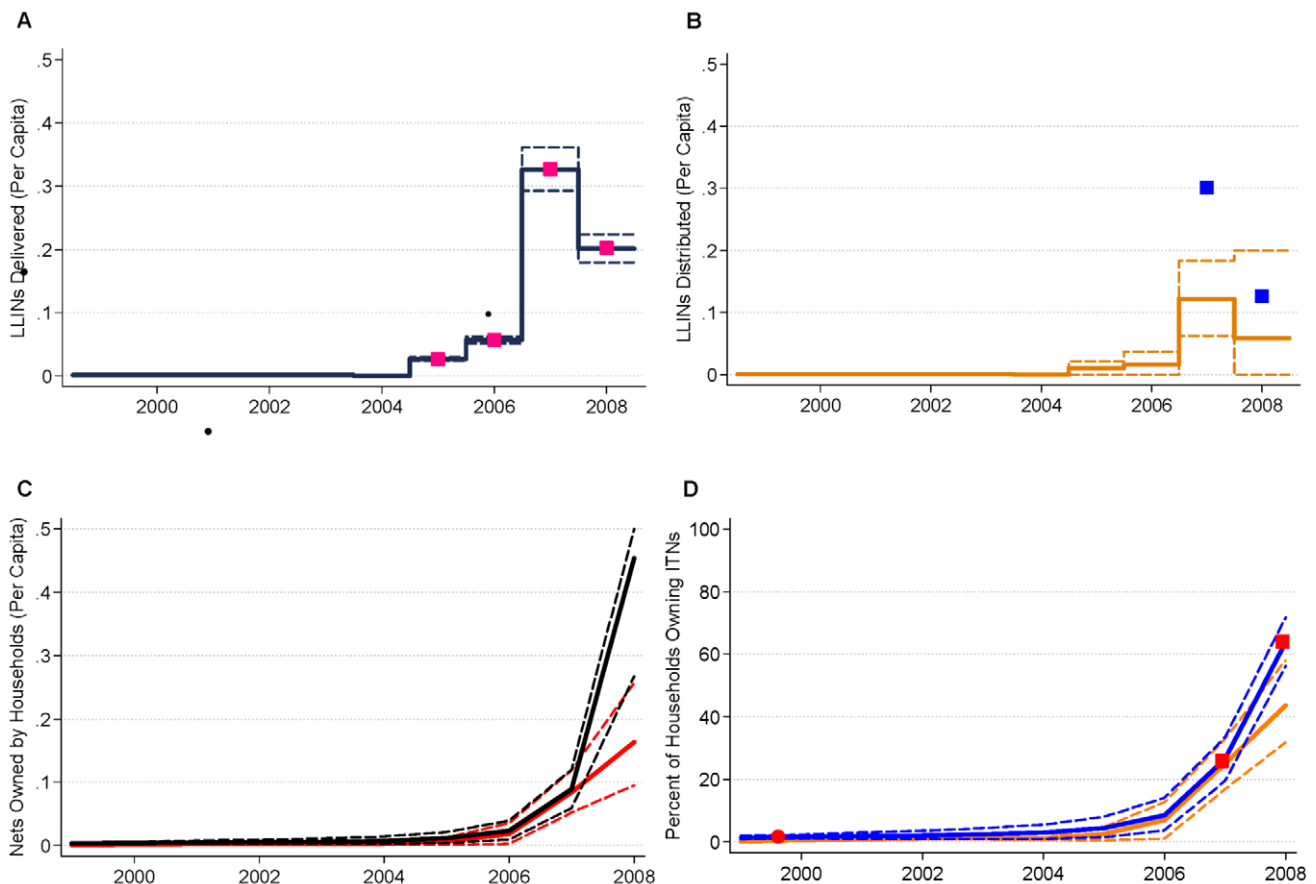 A
LLINs Delivered (Per Capita)
.5
.4
.3
.2
.1
0
2000 2002 2004 2006 2008
B
LLINs Distributed (Per Capita)
.5
.4
.3
.2
.1
0
2000 2002 2004 2006 2008
C
Nets Owned by Households (Per Capita)
.5
.4
.3
.2
.1
0
2000 2002 2004 2006 2008
D
Percent of Households Owning ITNs
100
80
60
40
20
0
2000 2002 2004 2006 2008